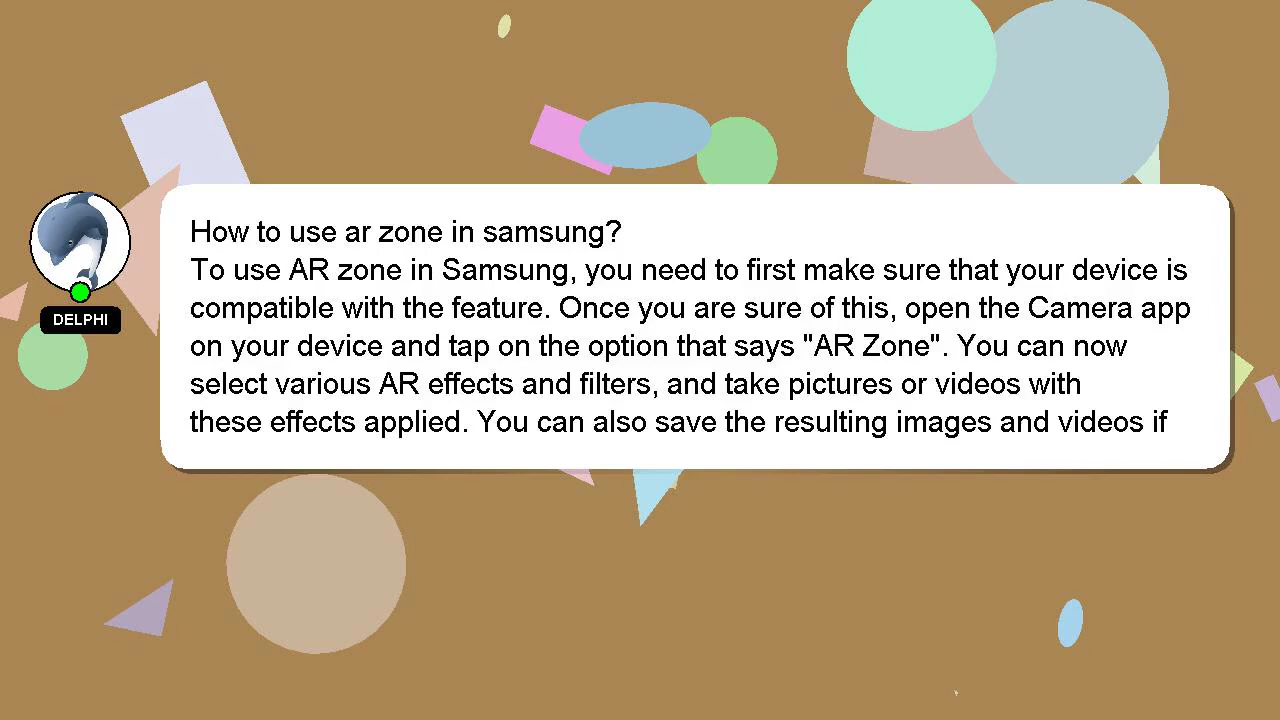 How to use ar zone in samsung?
To use AR zone in Samsung, you need to first make sure that your device is
compatible with the feature. Once you are sure of this, open the Camera app
on your device and tap on the option that says "AR Zone". You can now
select various AR effects and filters, and take pictures or videos with
these effects applied. You can also save the resulting images and videos if
DELPHI